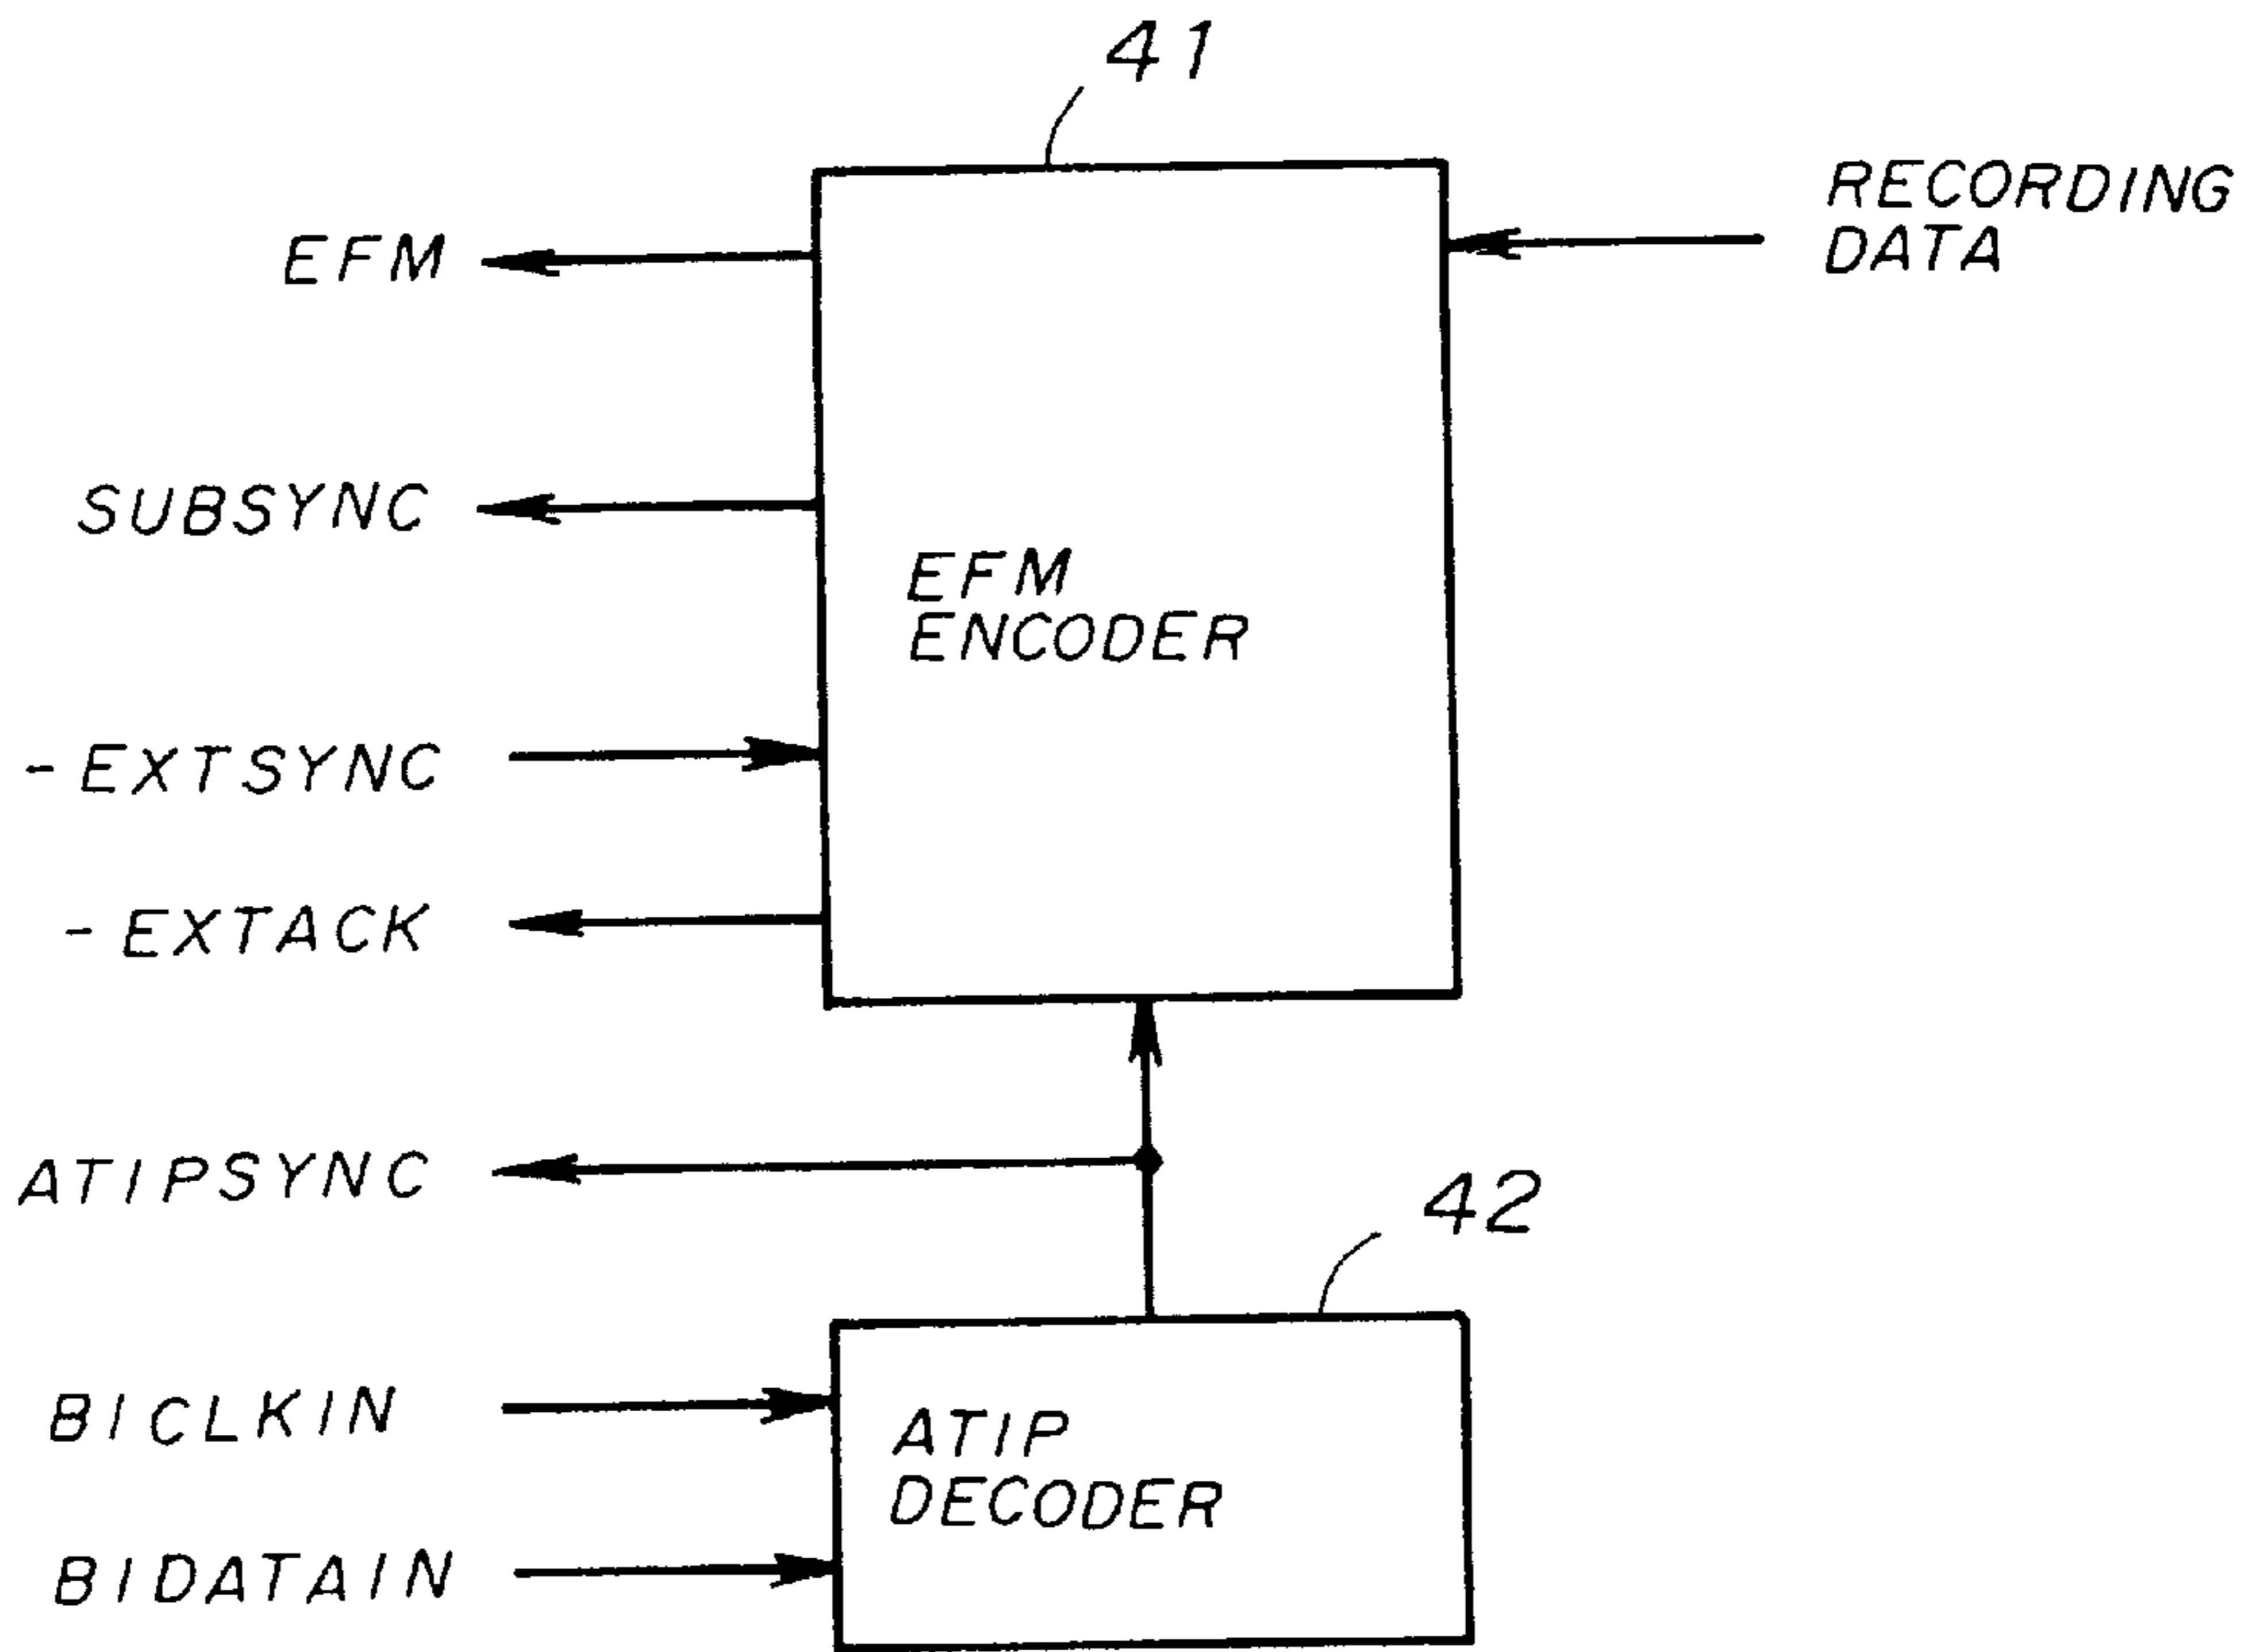 41
RECORDING
DATA
EFM
SUBSYNC
EFM
ENCODER
-EXTSYNC
-EXTACK
ATIPSYNC
42
BICLKIN
ATIP
DECODER
BIDATAIN